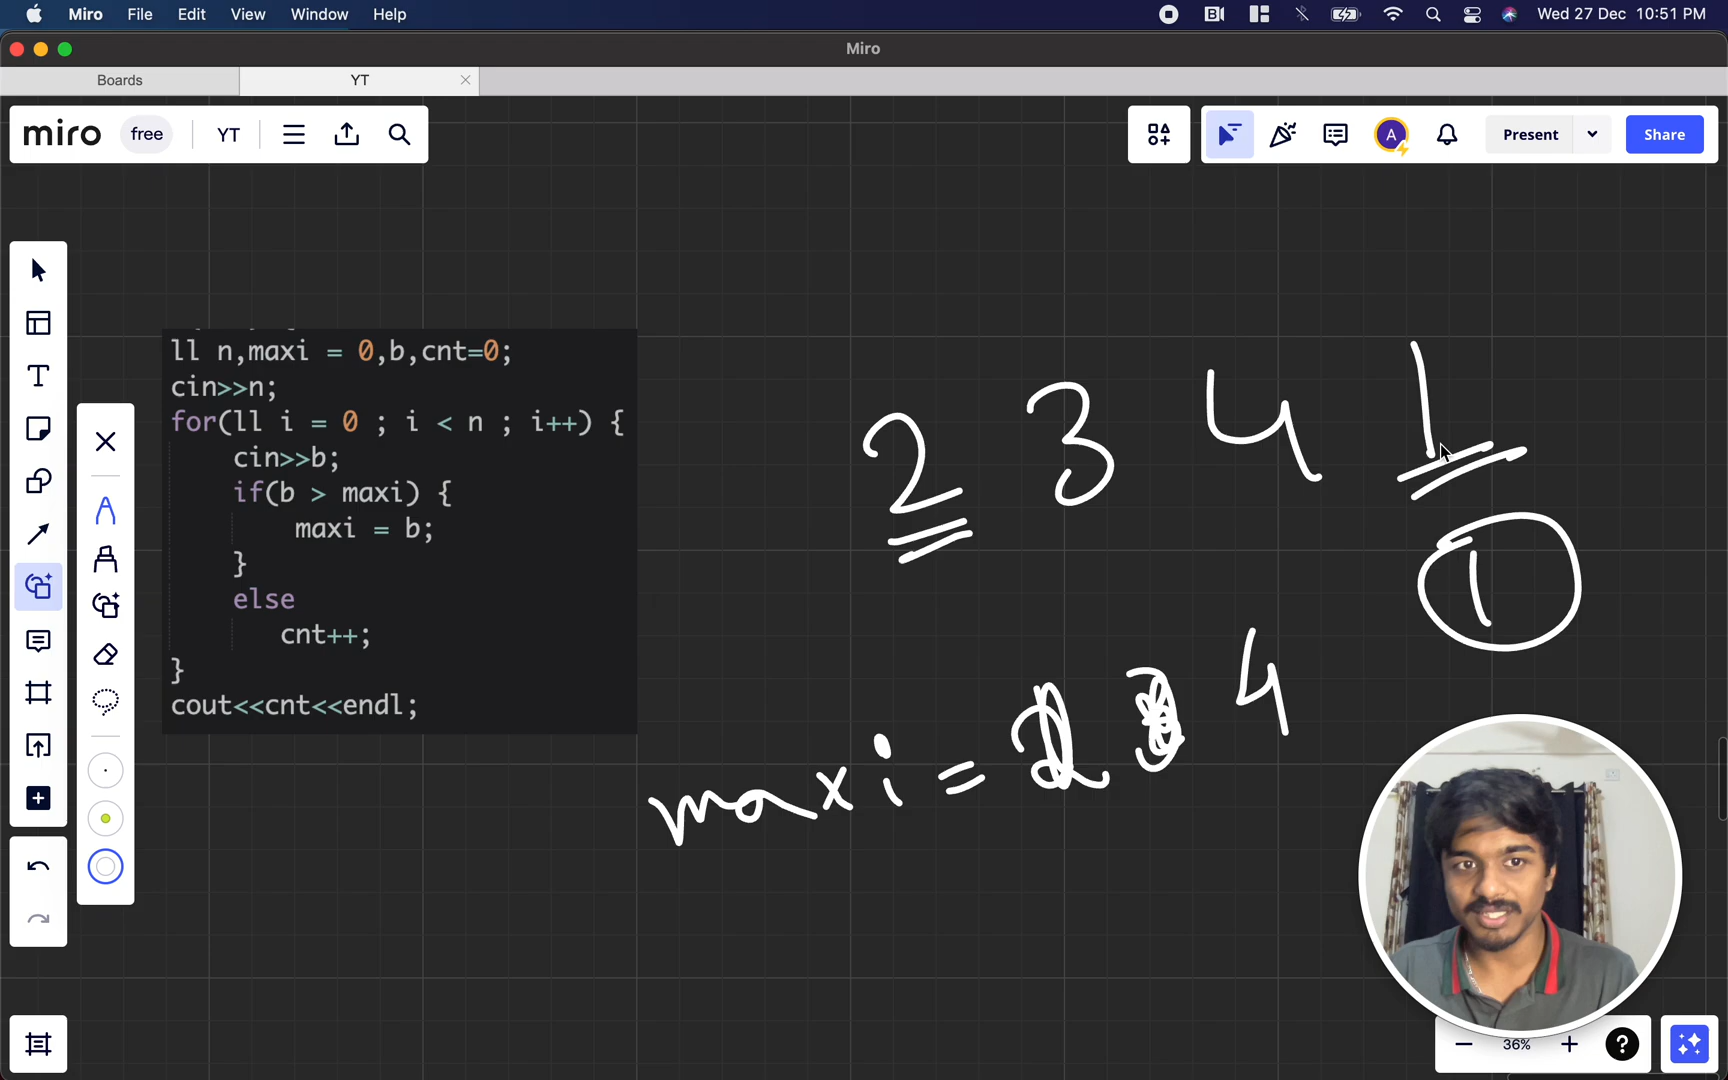 Miro File Edit View Window Help Wed 27 Dec 10:51 PM
Miro
Boards YT
miro free YT A Present Share
ll n,maxi = 0,b,cnt=0;
cin>>n;
for(ll i = 0 ; i < n ; i++) {
cin>>b;
if(b > maxi) {
maxi = b;
}
else
cnt++;
}
cout<<cnt<<endl;
2 3 4 1
1
maxi = 2 3 4
36% ?